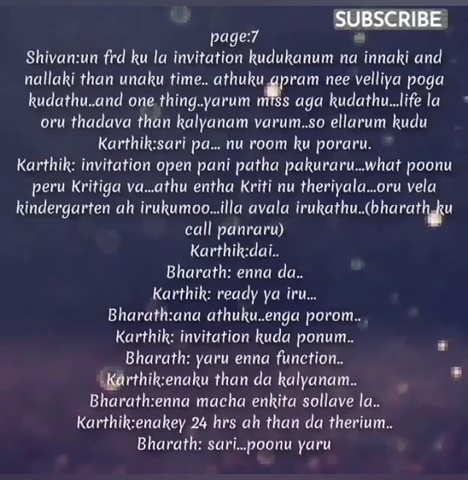 SUBSCRIBE
page:7
Shivan:un frd ku la invitation kudukanum na innaki and
nallaki than unaku time.. athuku apram nee velliya poga
kudathu..and one thing..yarum miss aga kudathu...life la
oru thadava than kalyanam varum..so ellarum kudu
Karthik:sari pa... nu room ku poraru.
Karthik: invitation open pani patha pakuraru...what poonu
peru Kritiga va...athu entha Kriti nu theriyala...oru vela
kindergarten ah irukumoo...illa avala irukathu..(bharath ku
call panraru)
Karthik:dai..
Bharath: enna da..
Karthik: ready ya iru...
Bharath:ana athuku..enga porom..
Karthik: invitation kuda ponum..
Bharath: yaru enna function..
Karthik:enaku than da kalyanam..
Bharath:enna macha enkita sollave la..
Karthik:enakey 24 hrs ah than da therium..
Bharath: sari...poonu yaru